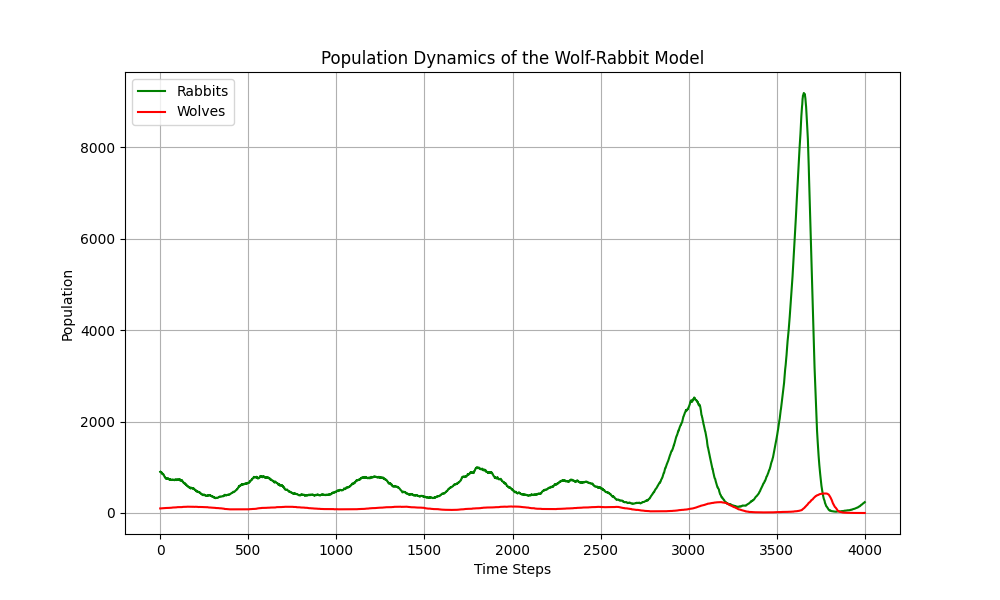 Population Dynamics of the Wolf-Rabbit Model
Rabbits
Wolves
Population
8000
6000
4000
2000
0
0 500 1000 1500 2000 2500 3000 3500 4000
Time Steps